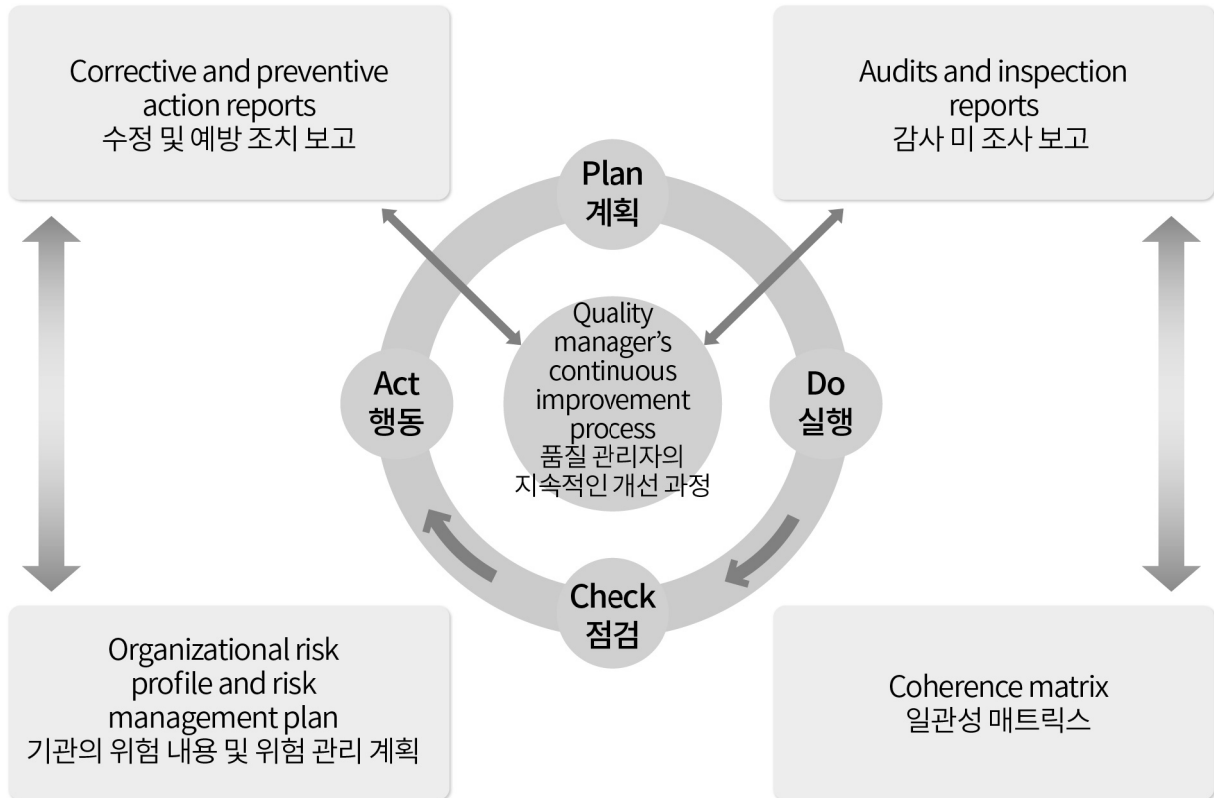 Corrective and preventive
action reports
수정 및 예방 조치 보고
Audits and inspection
reports
감사 미 조사 보고
Plan
계획
Quality
manager's
continuous
improvement
process
품질 관리자의
지속적인 개선 과정
Act
행동
Do
실행
Check
점검
Organizational risk
profile and risk
management plan
기관의 위험 내용 및 위험 관리 계획
Coherence matrix
일관성 매트릭스